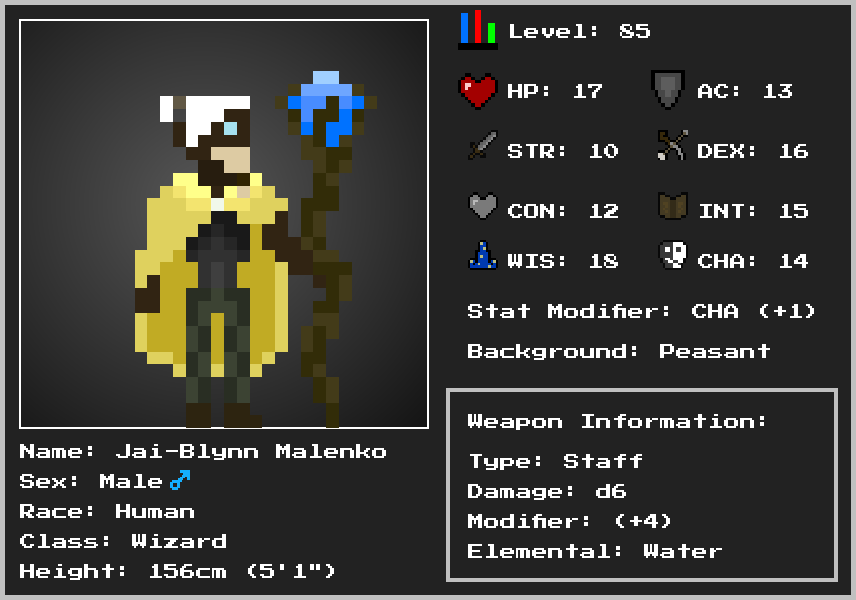 Level: 85
HP: 17 AC: 13
STR: 10 DEX: 16
CON: 12 INT: 15
WIS: 18 CHA: 14
Stat Modifier: CHA (+1)
Background: Peasant
Weapon Information:
Type: Staff
Damage: d6
Modifier: (+4)
Elemental: Water
Name: Jai-Blynn Malenko
Sex: Male♂
Race: Human
Class: Wizard
Height: 156cm (5'1")